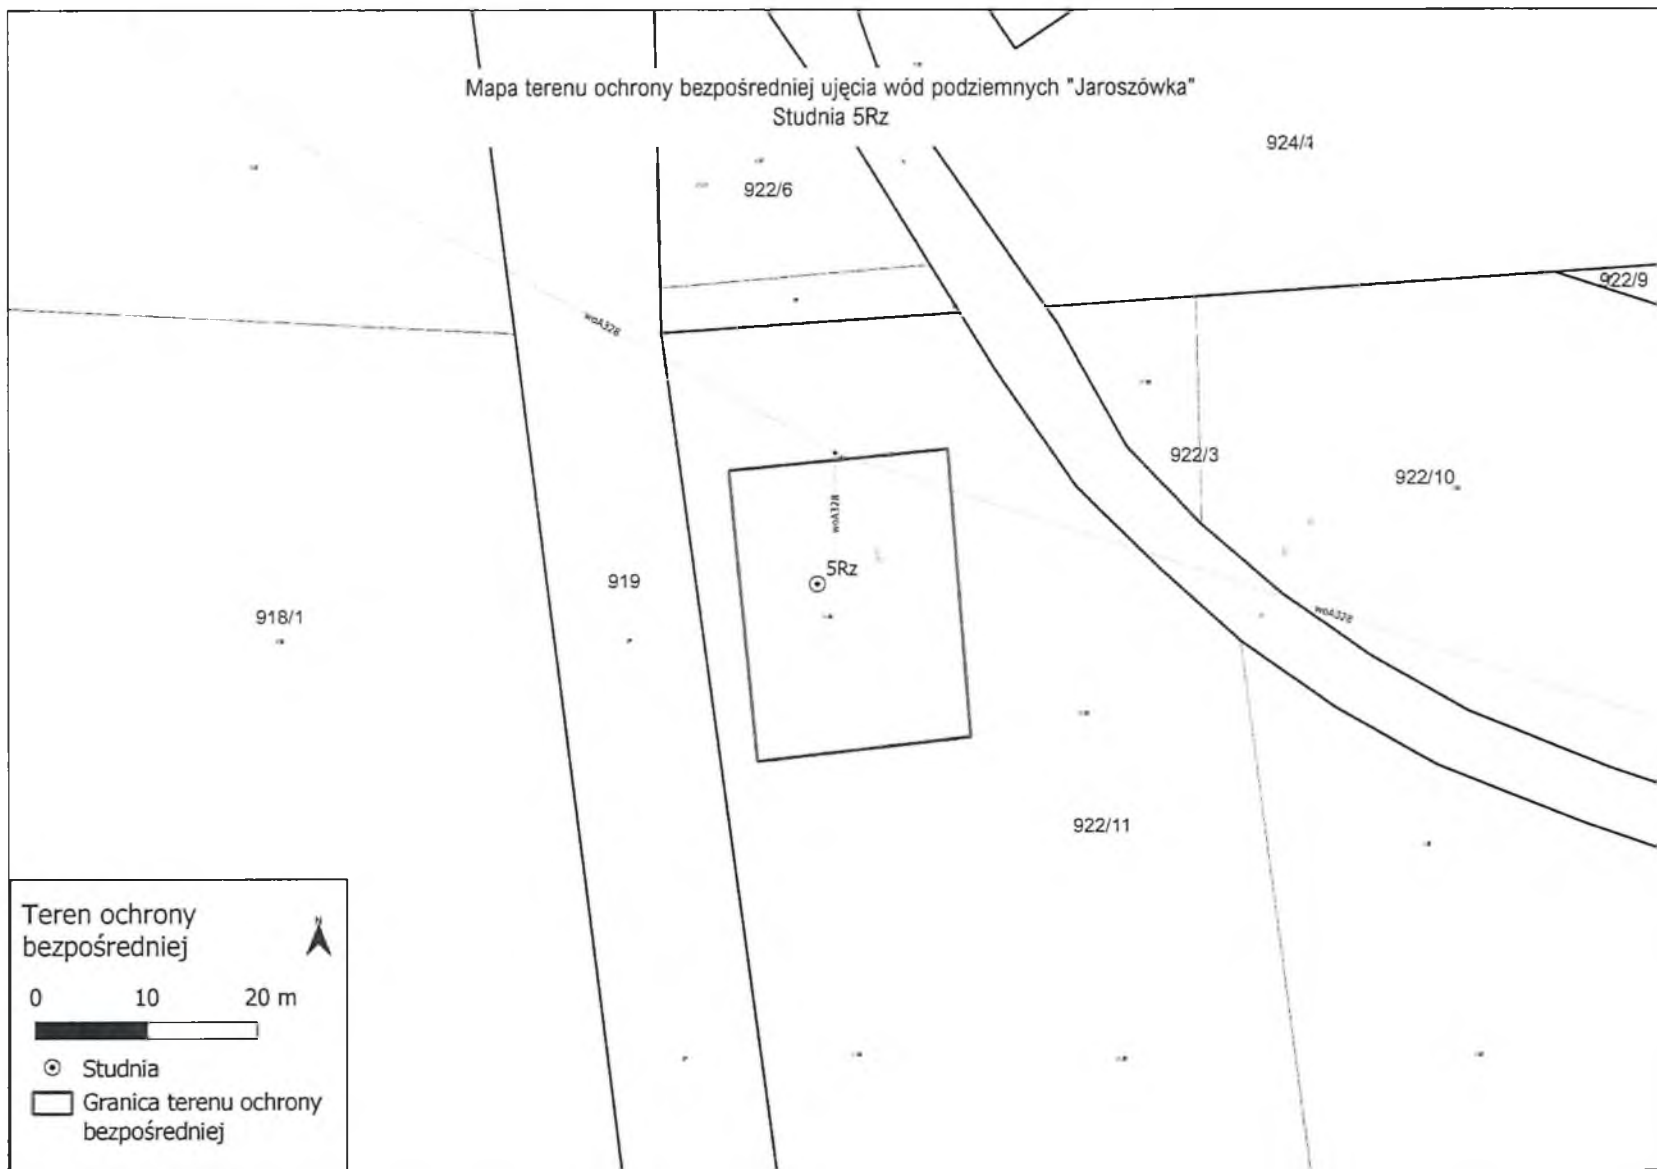 Mapa terenu ochrony bezpośredniej ujęcia wód podziemnych "Jaroszówka"
Studnia 5Rz
924/1
922/6
922/9
woA328
922/3
922/10
woA328
5Rz
919
918/1
woA328
922/11
Teren ochrony
bezpośredniej
N
0 10 20 m
Studnia
Granica terenu ochrony
bezpośredniej